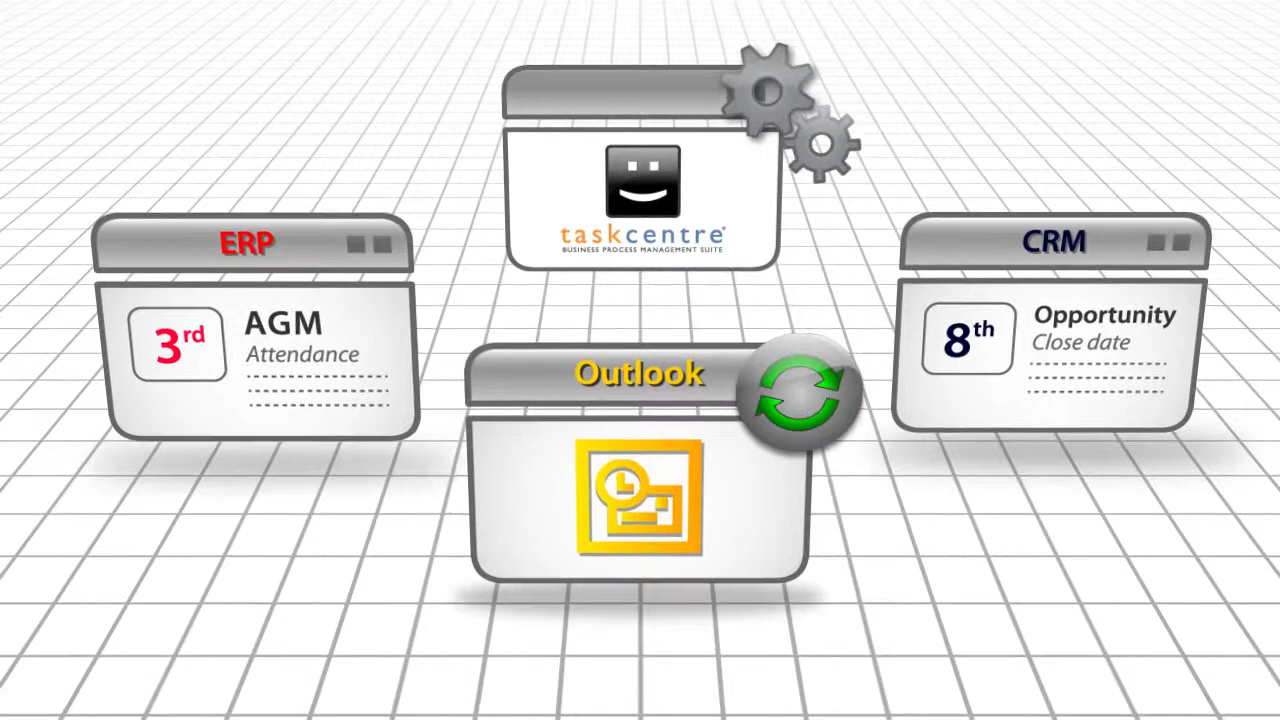 taskcentre®
BUSINESS PROCESS MANAGEMENT SUITE
ERP
3rd
AGM
Attendance
Outlook
CRM
8th
Opportunity
Close date